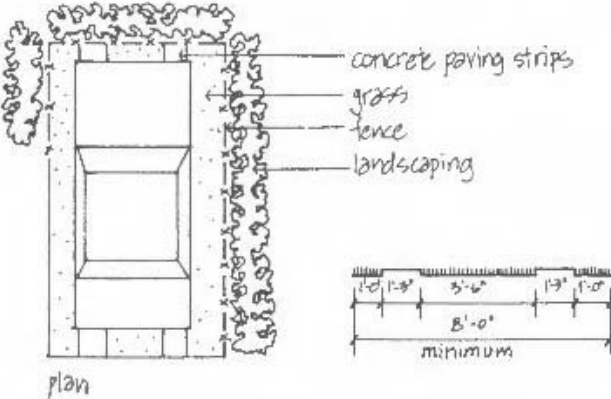 concrete paving strips
grass
fence
landscaping
1'-0" 1'-3" 3'-6" 1'-3" 1'-0"
8'-0"
minimum
plan